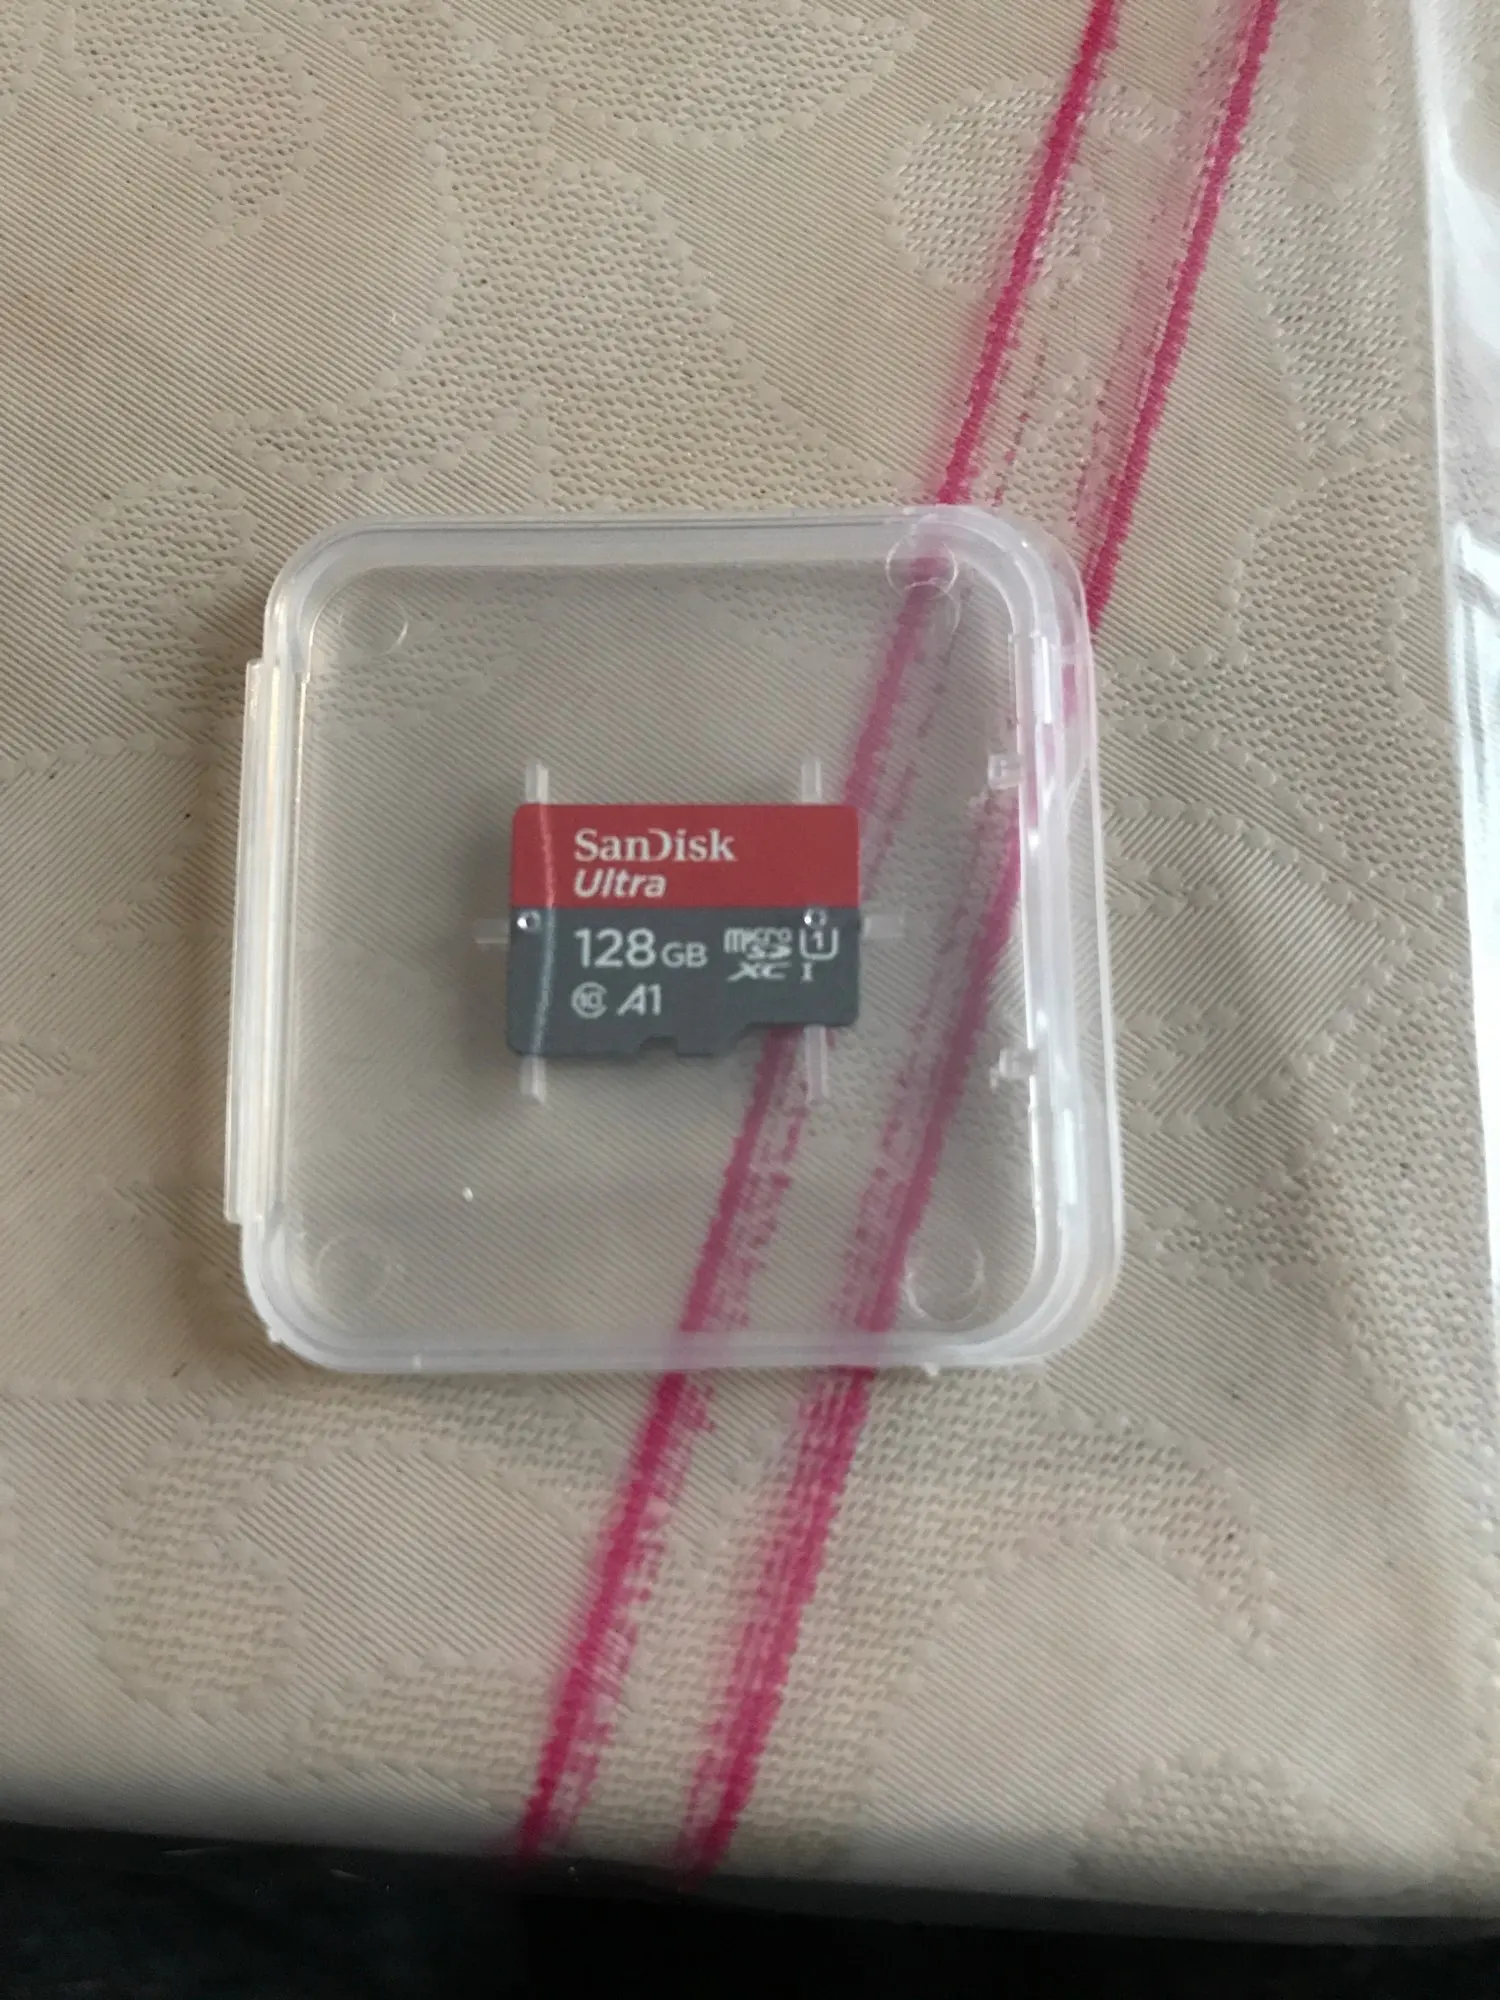 SanDisk
Ultra
128GB micro SD XC I 1
10 A1